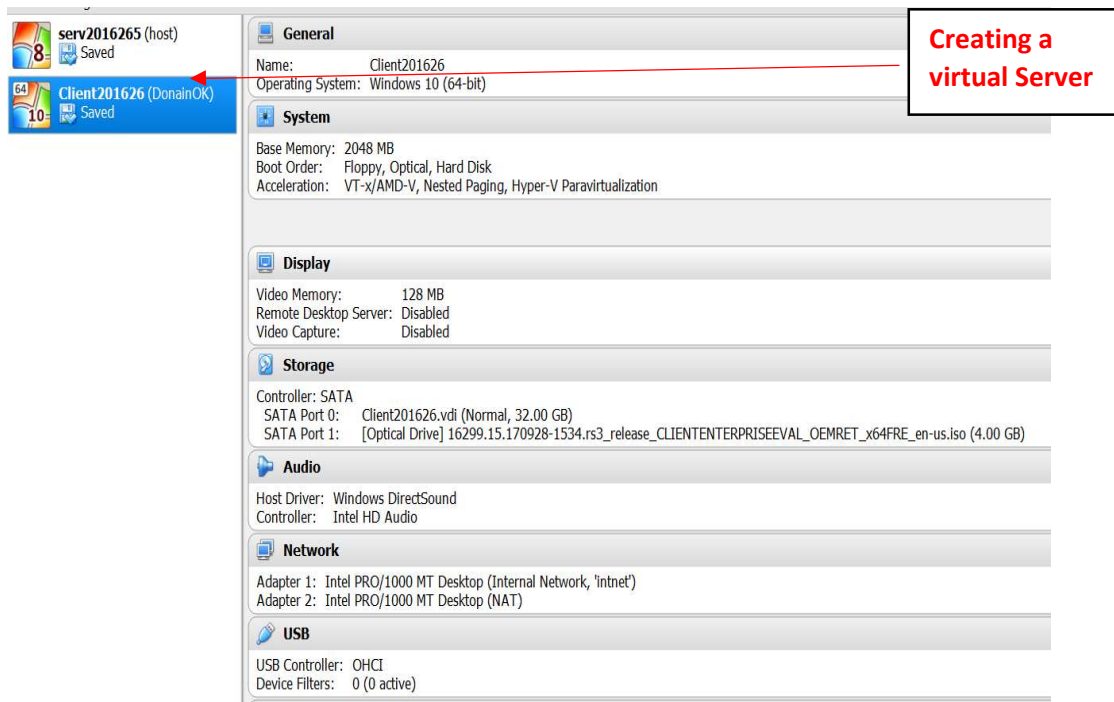 serv2016265 (host)
Saved
Client201626 (DonainOK)
Saved
General
Name: Client201626
Operating System: Windows 10 (64-bit)
System
Base Memory: 2048 MB
Boot Order: Floppy, Optical, Hard Disk
Acceleration: VT-x/AMD-V, Nested Paging, Hyper-V Paravirtualization
Display
Video Memory: 128 MB
Remote Desktop Server: Disabled
Video Capture: Disabled
Storage
Controller: SATA
SATA Port 0: Client201626.vdi (Normal, 32.00 GB)
SATA Port 1: [Optical Drive] 16299.15.170928-1534.rs3_release_CLIENTENTERPRISEEVAL_OEMRET_x64FRE_en-us.iso (4.00 GB)
Audio
Host Driver: Windows DirectSound
Controller: Intel HD Audio
Network
Adapter 1: Intel PRO/1000 MT Desktop (Internal Network, 'intnet')
Adapter 2: Intel PRO/1000 MT Desktop (NAT)
USB
USB Controller: OHCI
Device Filters: 0 (0 active)
Creating a
virtual Server
8
64
10